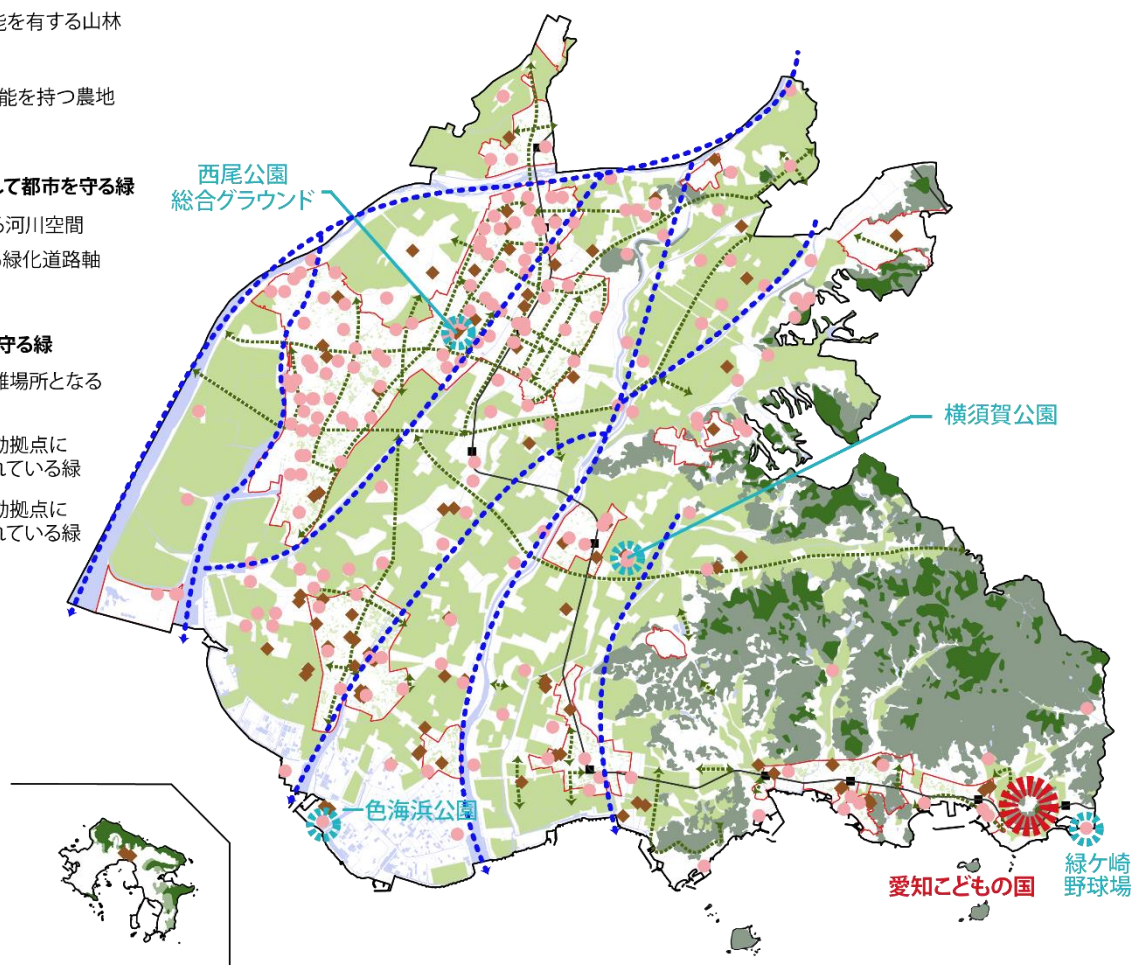 能を有する山林
能を持つ農地
して都市を守る緑
る河川空間
緑化道路軸
守る緑
難場所となる
動拠点に
れている緑
動拠点に
れている緑
西尾公園
総合グラウンド
横須賀公園
色海浜公園
愛知こどもの国
緑ケ崎
野球場